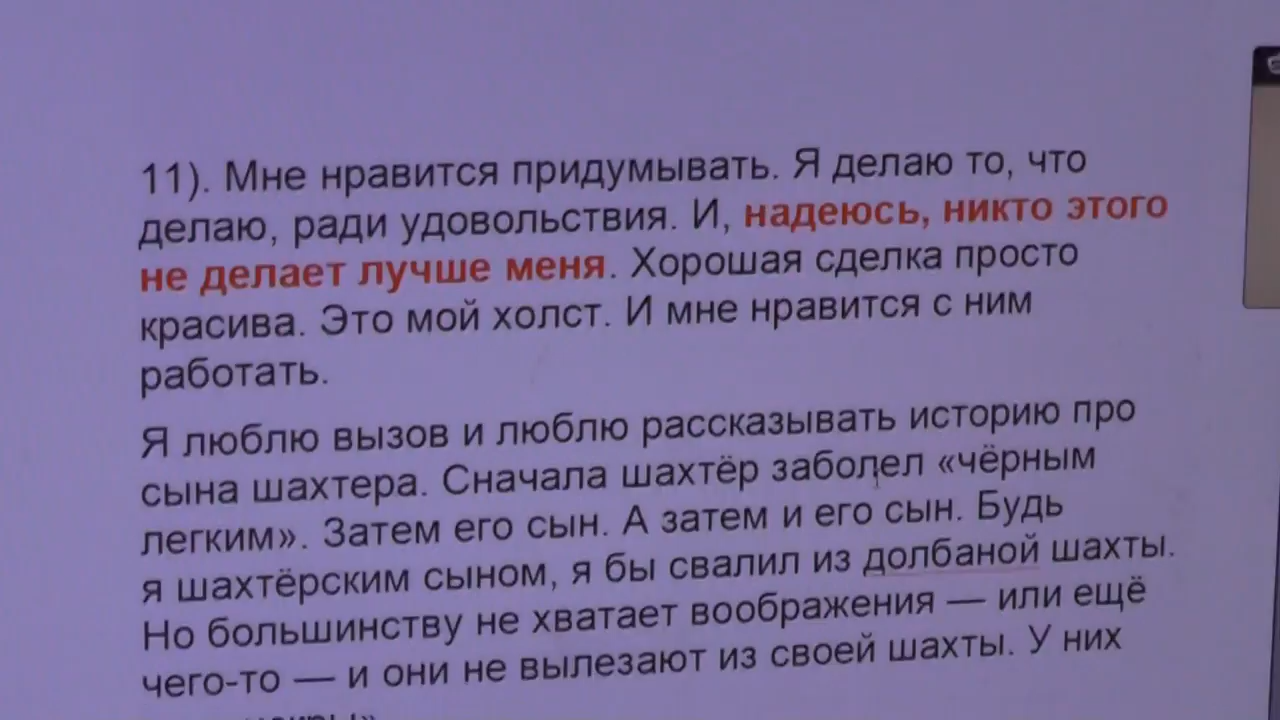 11). Мне нравится придумывать. Я делаю то, что
делаю, ради удовольствия. И, надеюсь, никто этого
не делает лучше меня. Хорошая сделка просто
красива. Это мой холст. И мне нравится с ним
работать.
Я люблю вызов и люблю рассказывать историю про
сына шахтера. Сначала шахтёр заболел «чёрным
легким». Затем его сын. А затем и его сын. Будь
я шахтёрским сыном, я бы свалил из долбаной шахты.
Но большинству не хватает воображения — или ещё
чего-то — и они не вылезают из своей шахты. У них